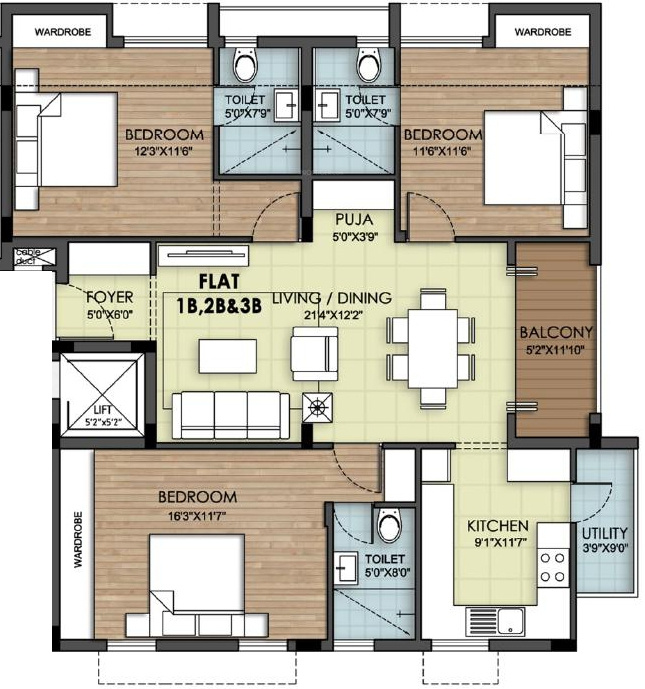 WARDROBE
WARDROBE
TOILET
5'0"X7'9"
TOILET
5'0"X7'9"
BEDROOM
12'3"X11'6"
BEDROOM
11'6"X11'6"
PUJA
5'0"X3'9"
cable
duct
FOYER
5'0"X6'0"
FLAT
1B,2B&3B
LIVING / DINING
21'4"X12'2"
BALCONY
5'2"X11'10"
LIFT
5'2"x5'2"
BEDROOM
16'3"X11'7"
WARDROBE
TOILET
5'0"X8'0"
KITCHEN
9'1"X11'7"
UTILITY
3'9"X9'0"